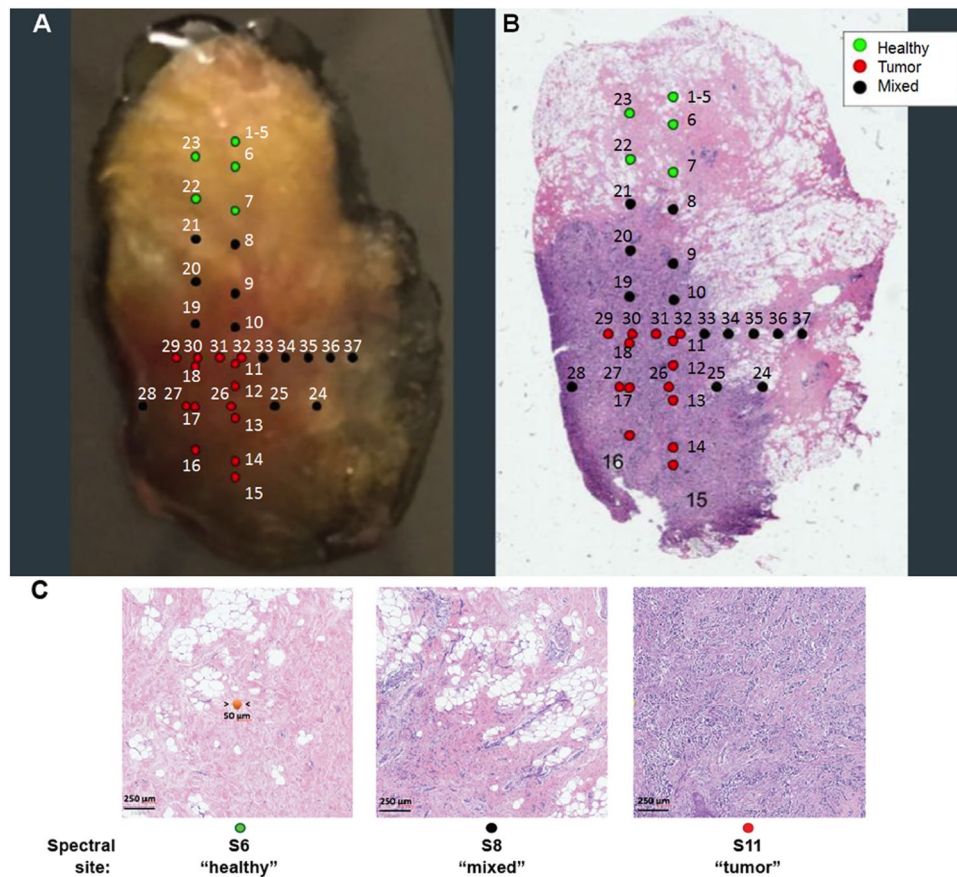 A
23
1-5
6
22
7
21
8
20
9
19
10
29 30 31 32 33 34 35 36 37
18
11
12
28 27 26 25 24
17
13
16
14
15
B
Healthy
Tumor
Mixed
23
1-5
6
22
7
21
8
20
9
19
10
29 30 31 32 33 34 35 36 37
18
11
12
28 27 26 25 24
17
13
14
16
15
C
> <
50 µm
250 µm
250 µm
250 µm
Spectral
site:
S6
"healthy"
S8
"mixed"
S11
"tumor"